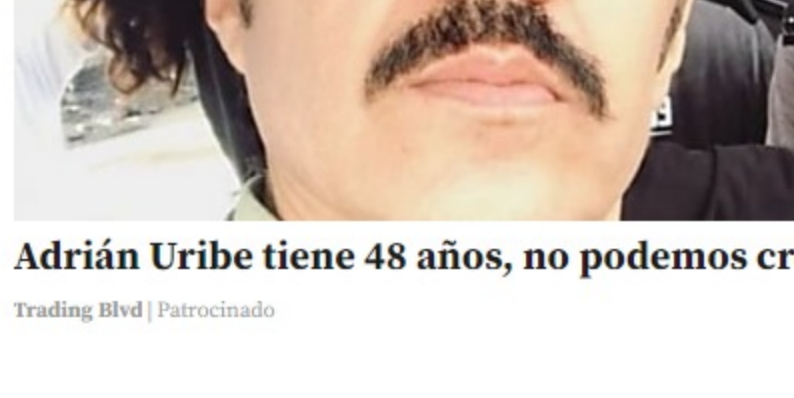 Adrián Uribe tiene 48 años, no podemos cr
Trading Blvd | Patrocinado